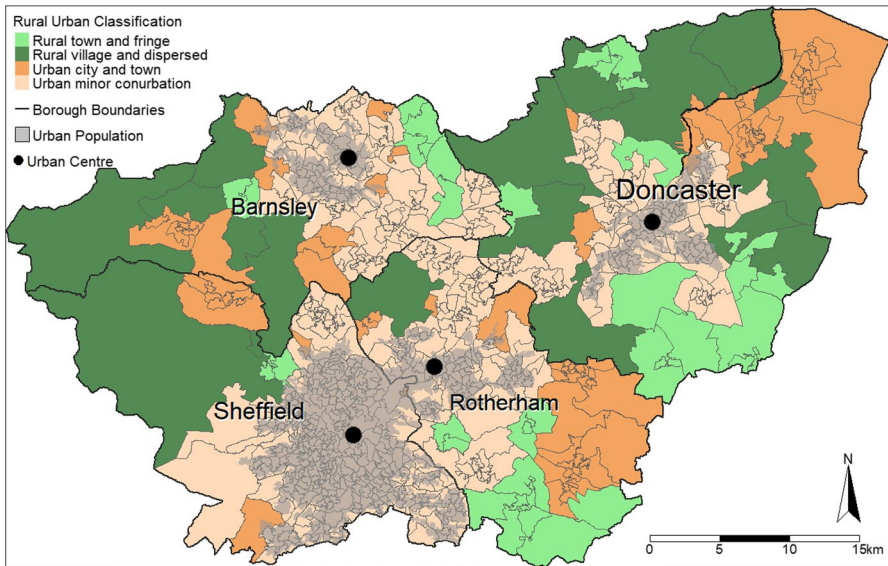 Rural Urban Classification
Rural town and fringe
Rural village and dispersed
Urban city and town
Urban minor conurbation
Borough Boundaries
Urban Population
Urban Centre
Barnsley
Doncaster
Sheffield
Rotherham
N
0 5 10 15km